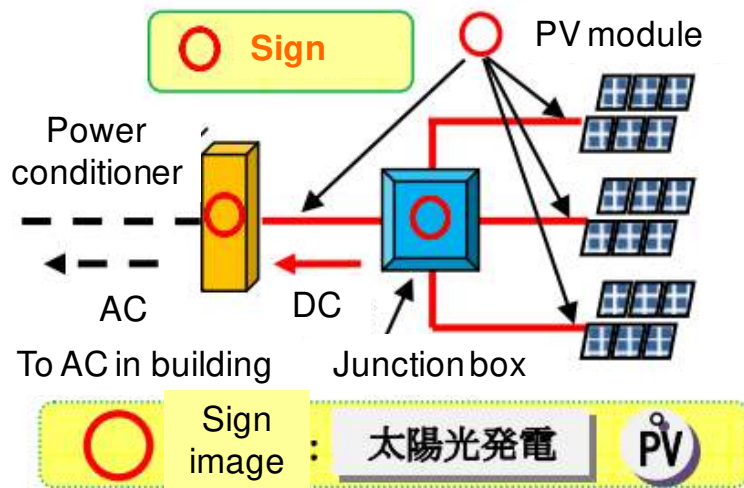 Sign
PV module
Power
conditioner
AC
DC
To AC in building
Junction box
Sign
image
:
太陽光発電
PV